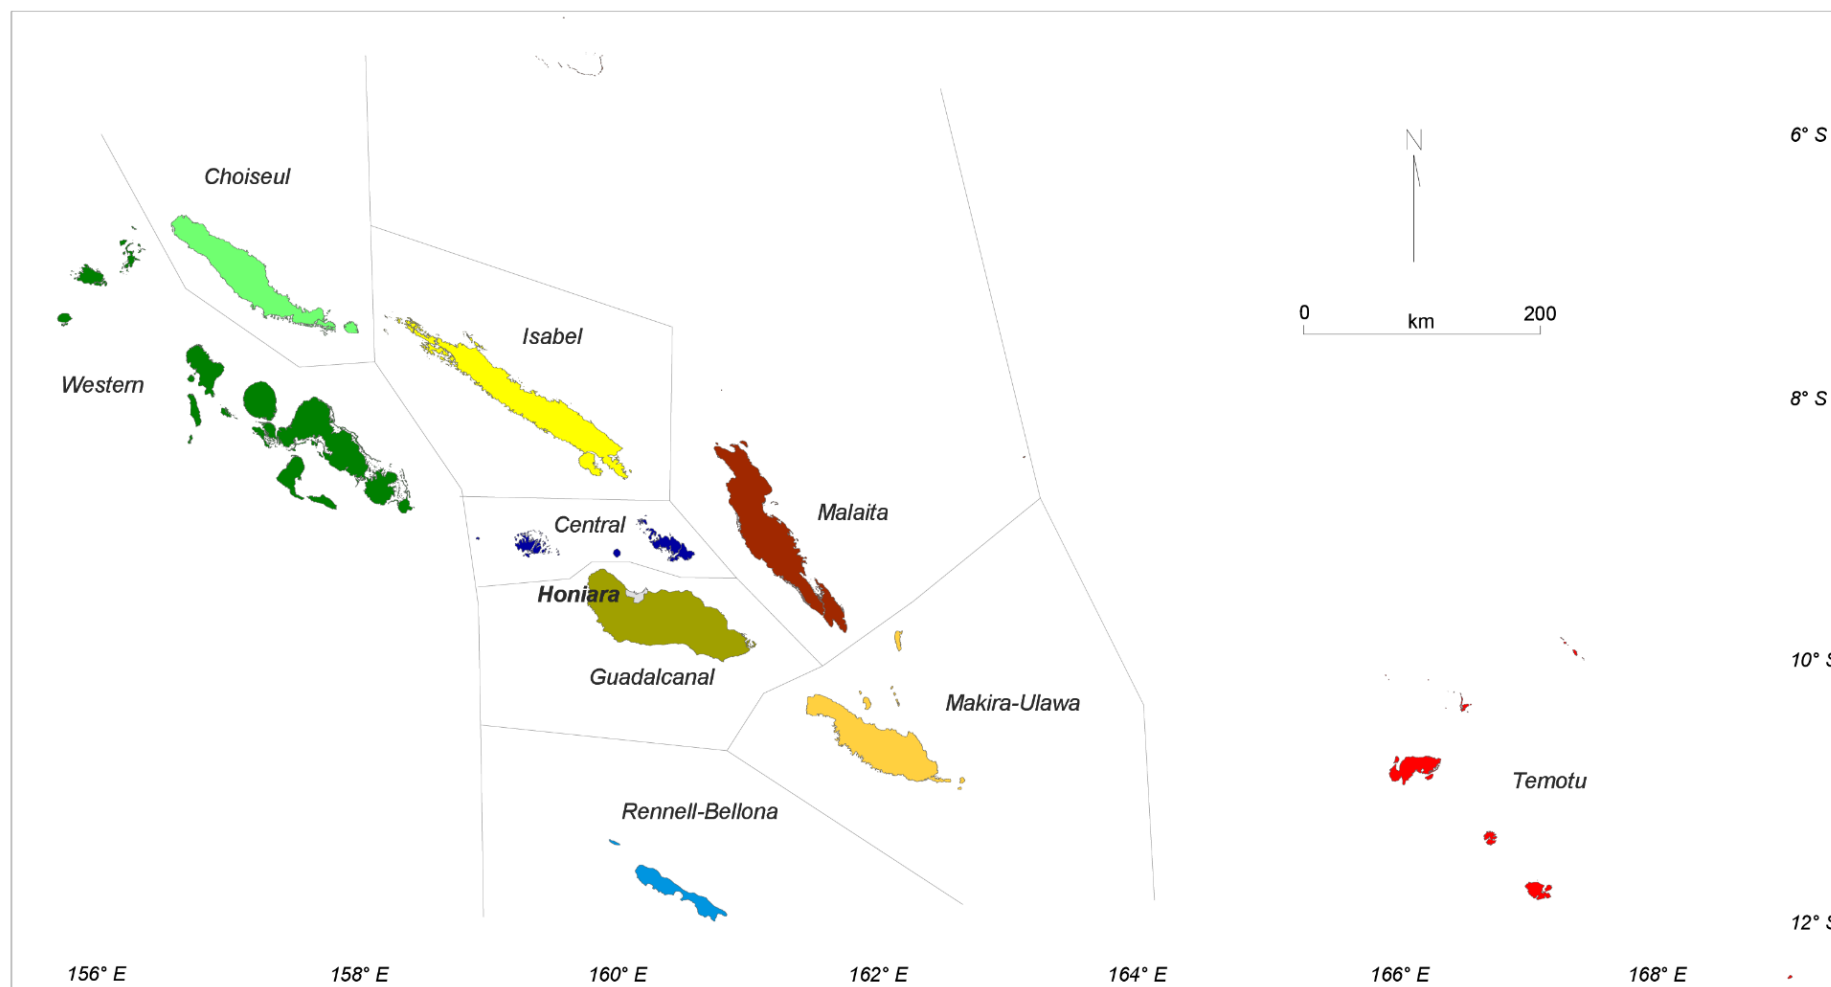 6° S
N
Choiseul
0
200
km
Isabel
Western
8° S
Malaita
Central
Honiara
10° S
Guadalcanal
Makira-Ulawa
Temotu
Rennell-Bellona
12° S
156° E
158° E
160° E
162° E
164° E
166° E
168° E